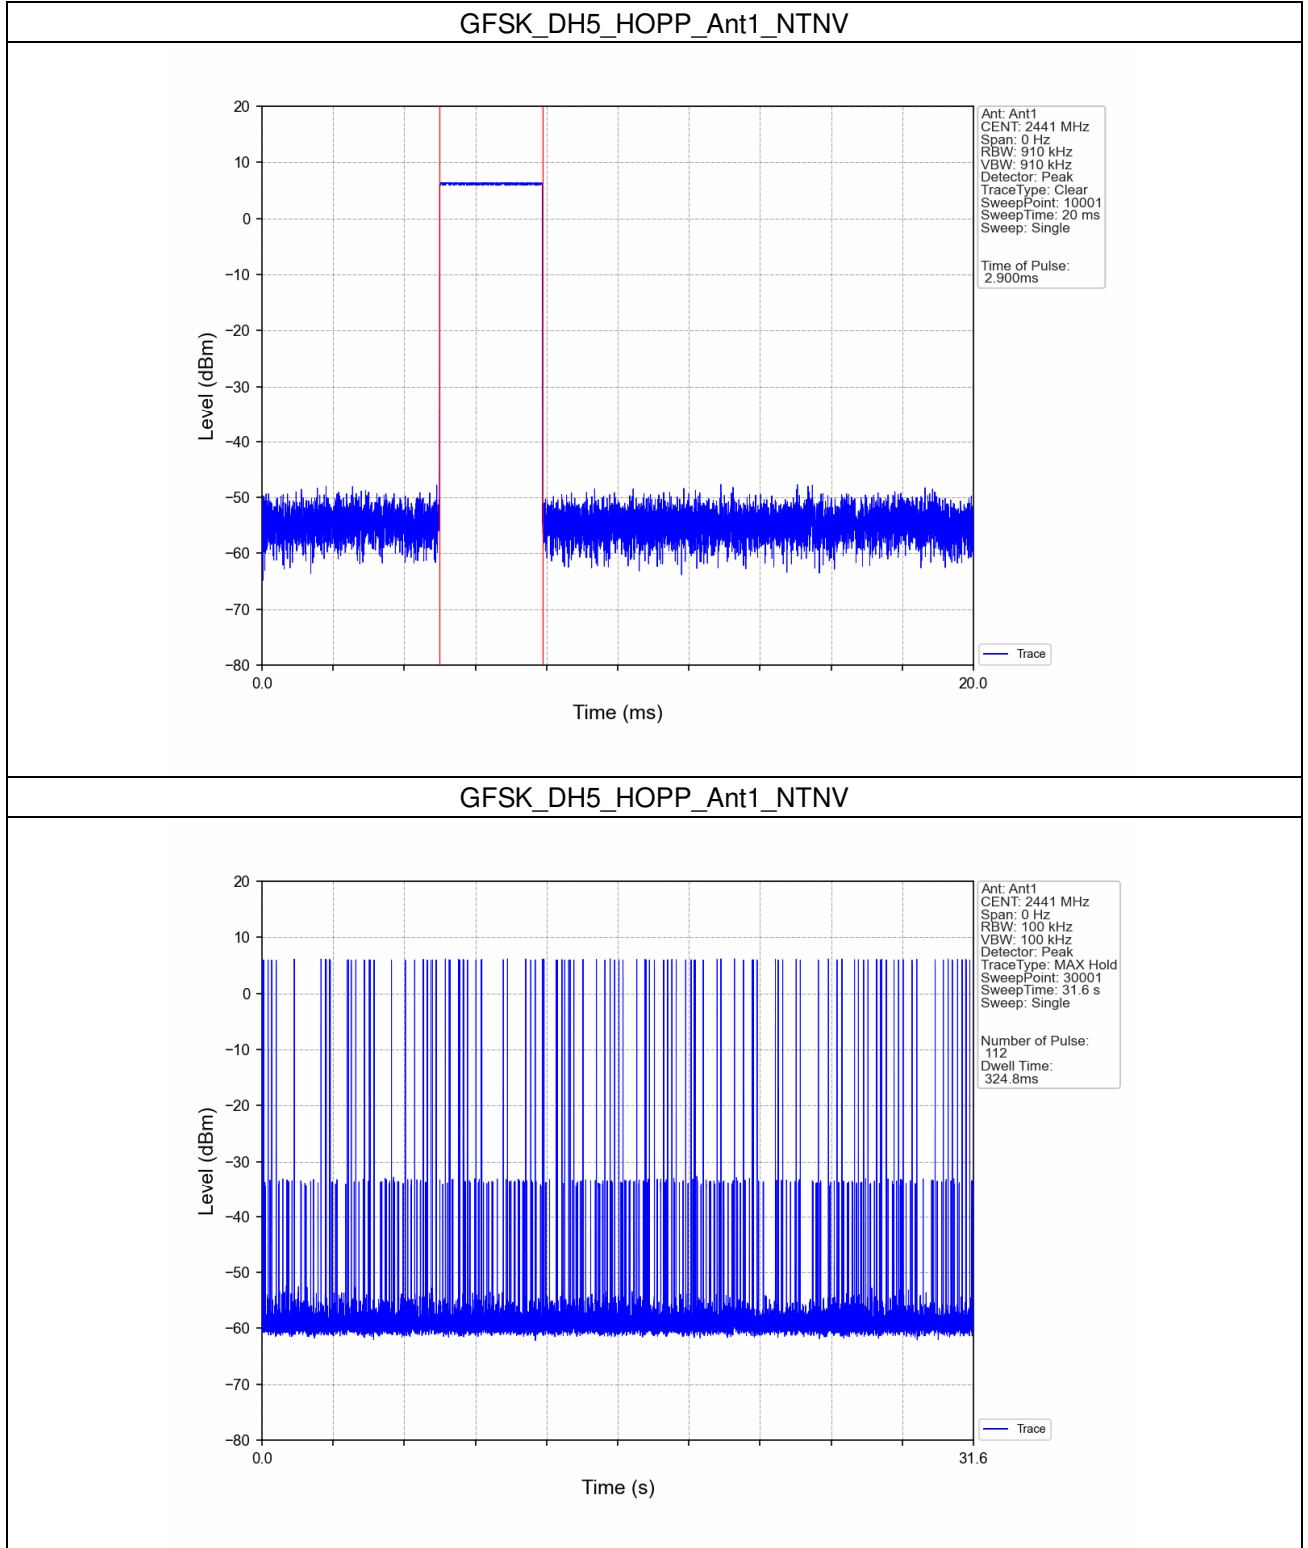 GFSK_DH5_HOPP_Ant1_NTNV
20
10
0
−10
−20
−30
−40
−50
−60
−70
−80
Level (dBm)
0.0
20.0
Time (ms)
Ant: Ant1
CENT: 2441 MHz
Span: 0 Hz
RBW: 910 kHz
VBW: 910 kHz
Detector: Peak
TraceType: Clear
SweepPoint: 10001
SweepTime: 20 ms
Sweep: Single
Time of Pulse:
2.900ms
Trace
GFSK_DH5_HOPP_Ant1_NTNV
20
10
0
−10
−20
−30
−40
−50
−60
−70
−80
Level (dBm)
0.0
31.6
Time (s)
Ant: Ant1
CENT: 2441 MHz
Span: 0 Hz
RBW: 100 kHz
VBW: 100 kHz
Detector: Peak
TraceType: MAX Hold
SweepPoint: 30001
SweepTime: 31.6 s
Sweep: Single
Number of Pulse:
112
Dwell Time:
324.8ms
Trace